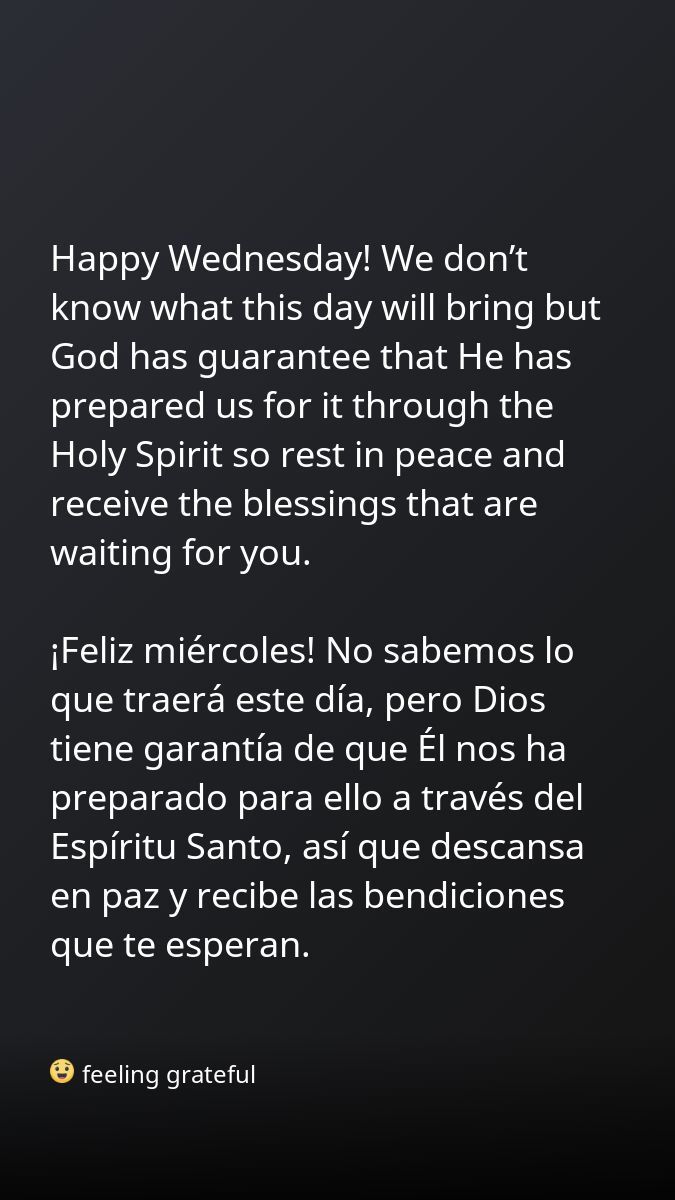 Happy Wednesday! We don’t
know what this day will bring but
God has guarantee that He has
prepared us for it through the
Holy Spirit so rest in peace and
receive the blessings that are
waiting for you.
¡Feliz miércoles! No sabemos lo
que traerá este día, pero Dios
tiene garantía de que Él nos ha
preparado para ello a través del
Espíritu Santo, así que descansa
en paz y recibe las bendiciones
que te esperan.
feeling grateful